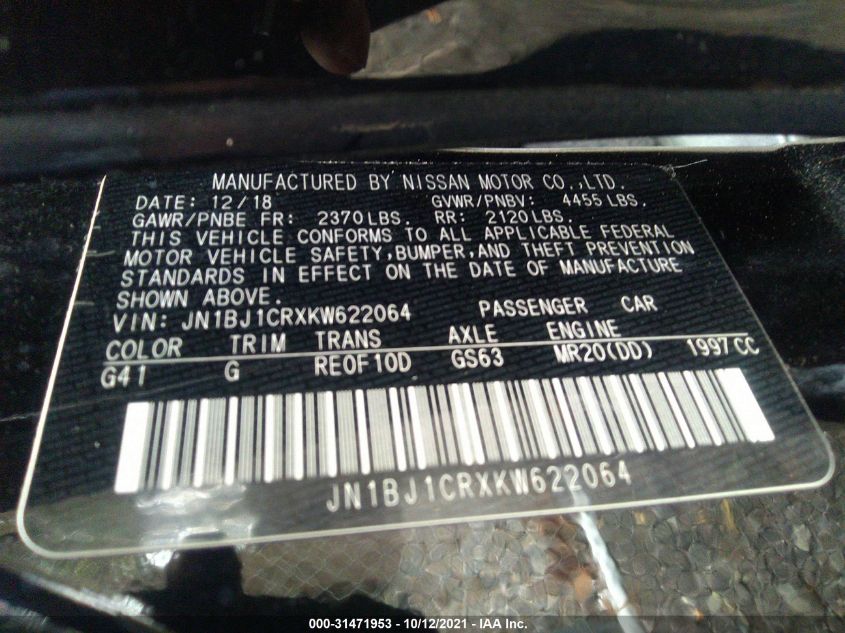 MANUFACTURED BY NISSAN MOTOR CO.,LTD.
DATE: 12/18 GVWR/PNBV: 4455 LBS.
GAWR/PNBE FR: 2370 LBS. RR: 2120 LBS.
THIS VEHICLE CONFORMS TO ALL APPLICABLE FEDERAL
MOTOR VEHICLE SAFETY,BUMPER,AND THEFT PREVENTION
STANDARDS IN EFFECT ON THE DATE OF MANUFACTURE
SHOWN ABOVE.
VIN: JN1BJ1CRXKW622064 PASSENGER CAR
COLOR TRIM TRANS AXLE ENGINE
G41 G RE0F10D GS63 MR20(DD) 1997 CC
JN1BJ1CRXKW622064
000-31471953 - 10/12/2021 - IAA Inc.